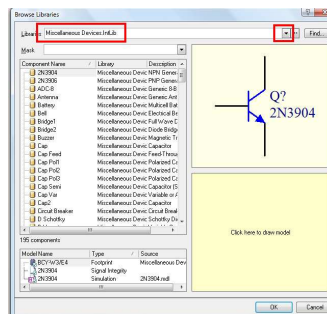 Browse Libraries
Libraries Miscellaneous Devices.IntLib
Find...
Mask
Component Name / Library Description
2N3904 Miscellaneous Devic NPN Gener
2N3906 Miscellaneous Devic PNP Gener
ADC-8 Miscellaneous Devic Generic 8-B
Antenna Miscellaneous Devic Generic Ant
Battery Miscellaneous Devic Multicell Bat
Bell Miscellaneous Devic Electrical Be
Bridge1 Miscellaneous Devic Full Wave D
Bridge2 Miscellaneous Devic Diode Bridg
Buzzer Miscellaneous Devic Magnetic Tr
Cap Miscellaneous Devic Capacitor
Cap Feed Miscellaneous Devic Feed-Throu
Cap Pol1 Miscellaneous Devic Polarized Ca
Cap Pol2 Miscellaneous Devic Polarized Ca
Cap Pol3 Miscellaneous Devic Polarized Ca
Cap Semi Miscellaneous Devic Capacitor (S
Cap Var Miscellaneous Devic Variable or A
Cap2 Miscellaneous Devic Capacitor
Circuit Breaker Miscellaneous Devic Circuit Breal
D Schottky Miscellaneous Devic Schottky Di
195 components
Model Name Type / Source
BCY-W3/E4 Footprint Miscellaneous Dev
2N3904 Signal Integrity
2N3904 Simulation 2N3904.mdl
Q?
2N3904
Click here to draw model
OK Cancel